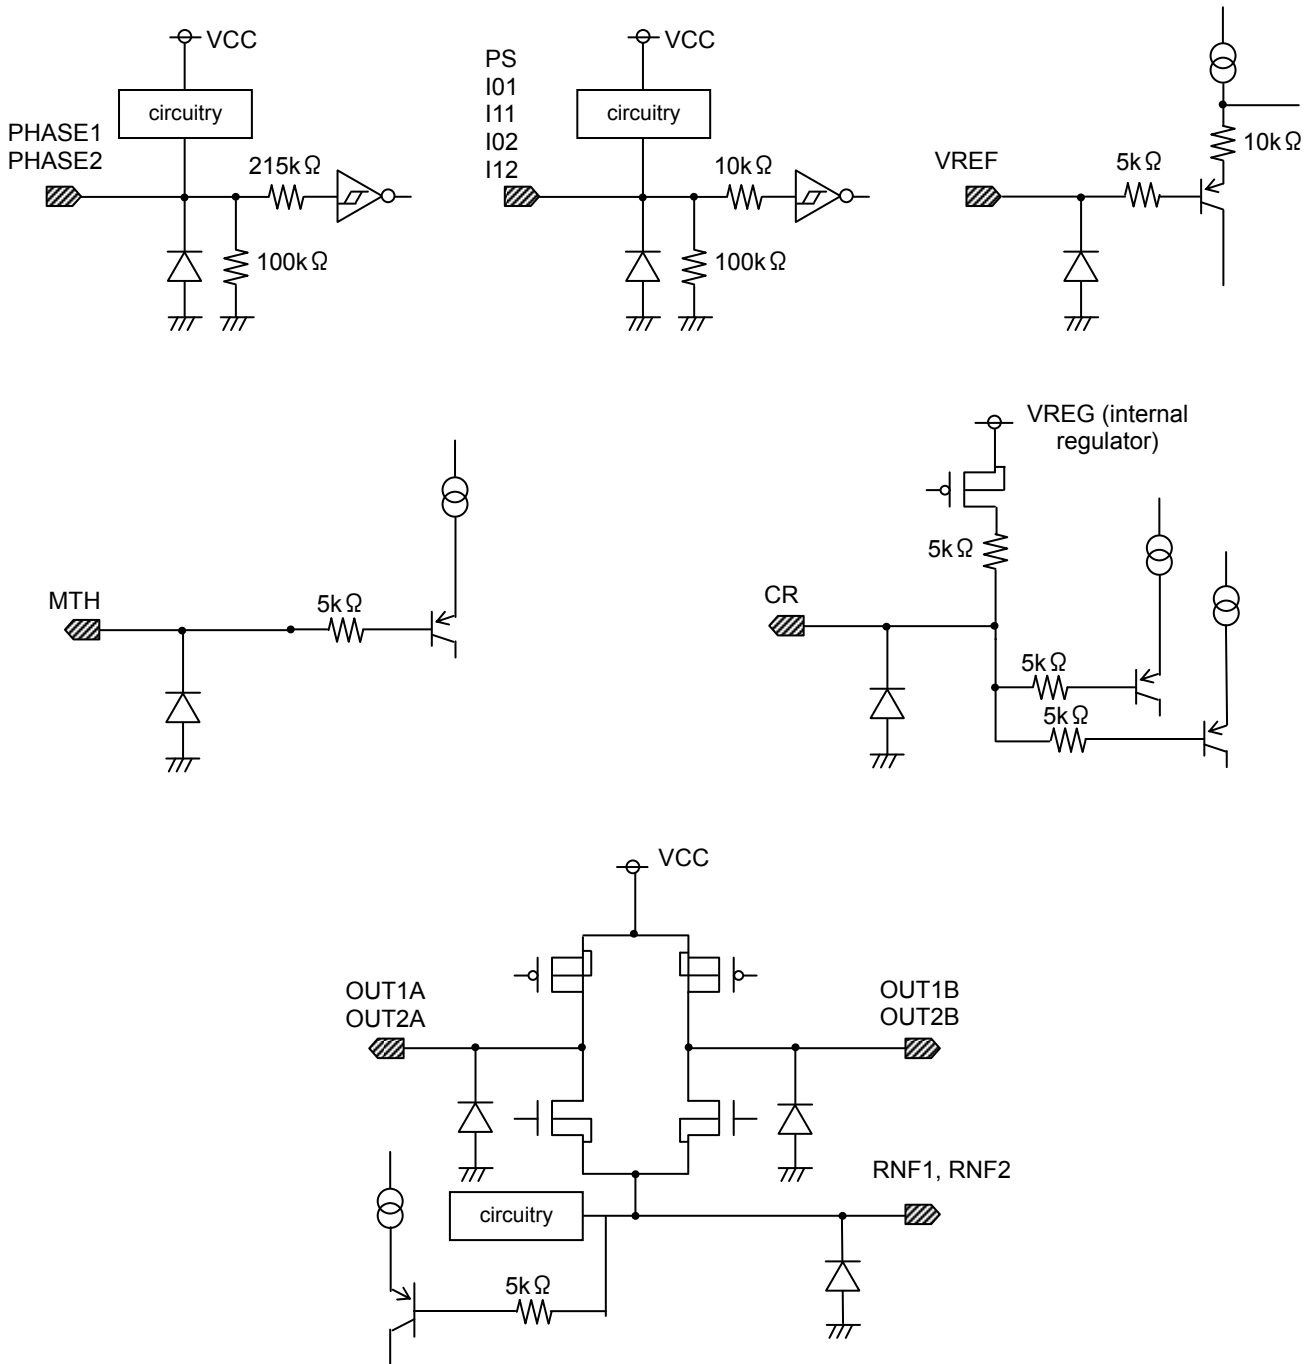 VCC
circuitry
PHASE1
PHASE2
215kΩ
100kΩ
VCC
PS
I01
I11
I02
I12
circuitry
10kΩ
100kΩ
VREF
5kΩ
10kΩ
MTH
5kΩ
VREG (internal
regulator)
5kΩ
CR
5kΩ
5kΩ
VCC
OUT1A
OUT2A
OUT1B
OUT2B
RNF1, RNF2
circuitry
5kΩ